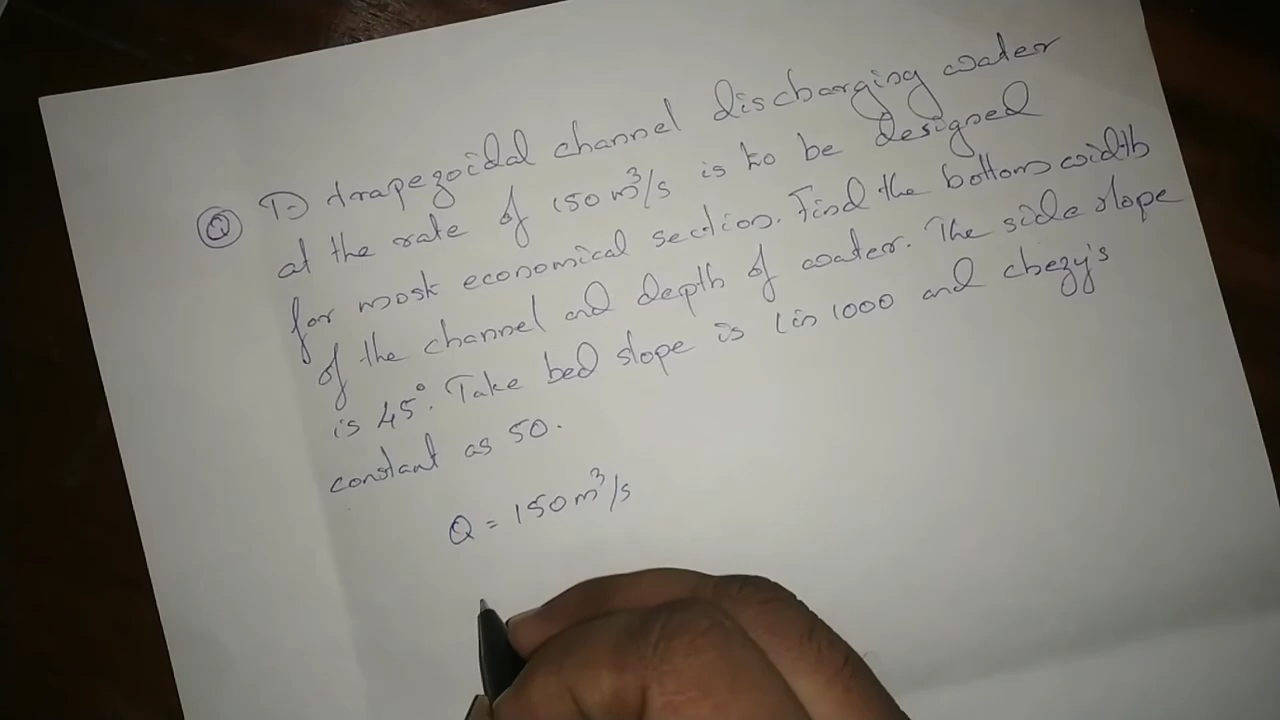 Q A trapezoidal channel discharging water
at the rate of 150 m³/s is to be designed
for most economical section. Find the bottom width
of the channel and depth of water. The side slope
is 45°. Take bed slope is 1 in 1000 and chezy's
constant as 50.
Q = 150 m³/s